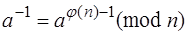 a⁻¹ = a^{φ(n)−1}(mod n)